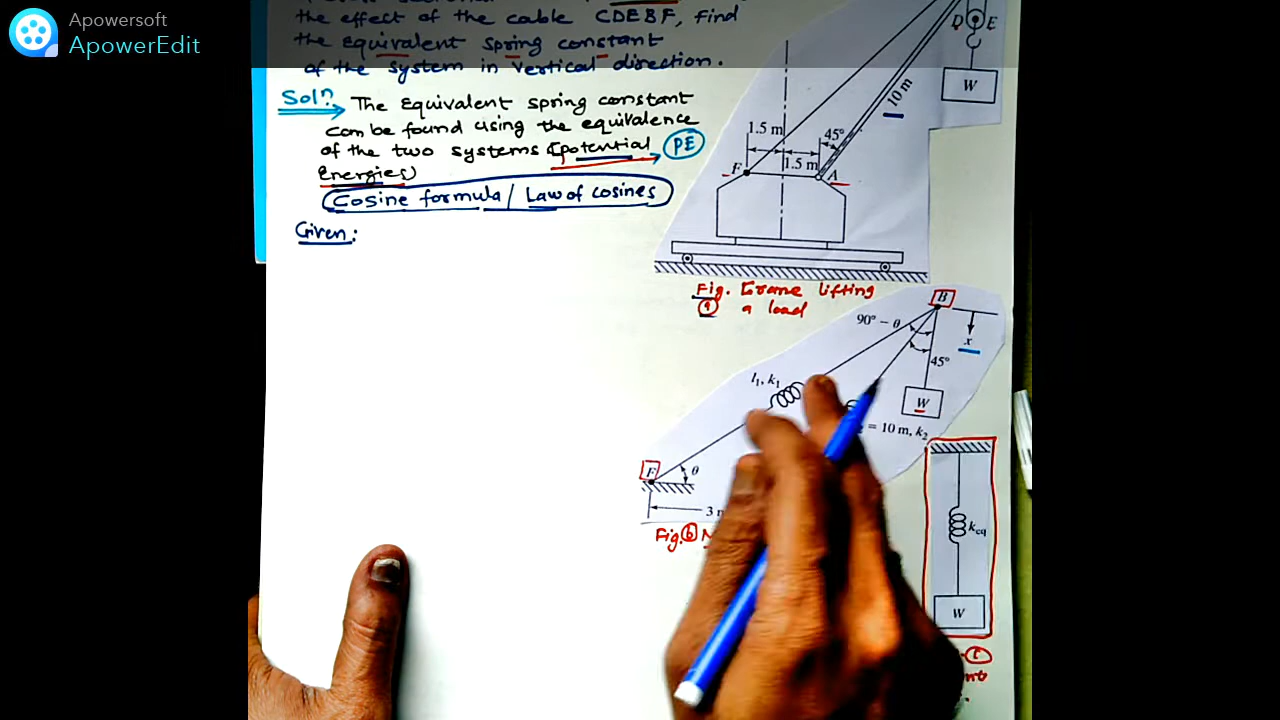 Apowersoft
ApowerEdit
the effect of the cable CDEBF, find
the equivalent spring constant
of the system in vertical direction.
Solⁿ. The equivalent spring constant
can be found using the equivalence
of the two systems (potential PE
Energies)
Cosine formula / Law of cosines
Given:
D E
W
10 m
1.5 m 45°
1.5 m
F A
Fig. Crane lifting
a a load
B
90° − θ
x
45°
l₁, k₁
W
= 10 m, k₂
F θ
3
Fig. b
k_eq
W